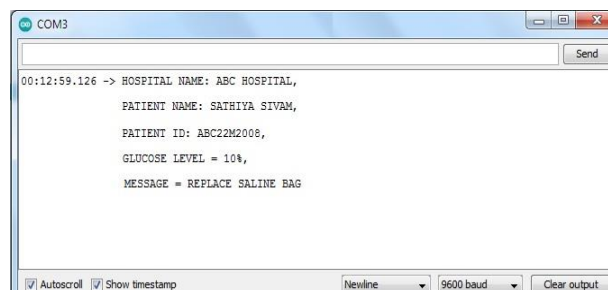 COM3
Send
00:12:59.126 -> HOSPITAL NAME: ABC HOSPITAL,
PATIENT NAME: SATHIYA SIVAM,
PATIENT ID: ABC22M2008,
GLUCOSE LEVEL = 10%,
MESSAGE = REPLACE SALINE BAG
Autoscroll Show timestamp Newline 9600 baud Clear output